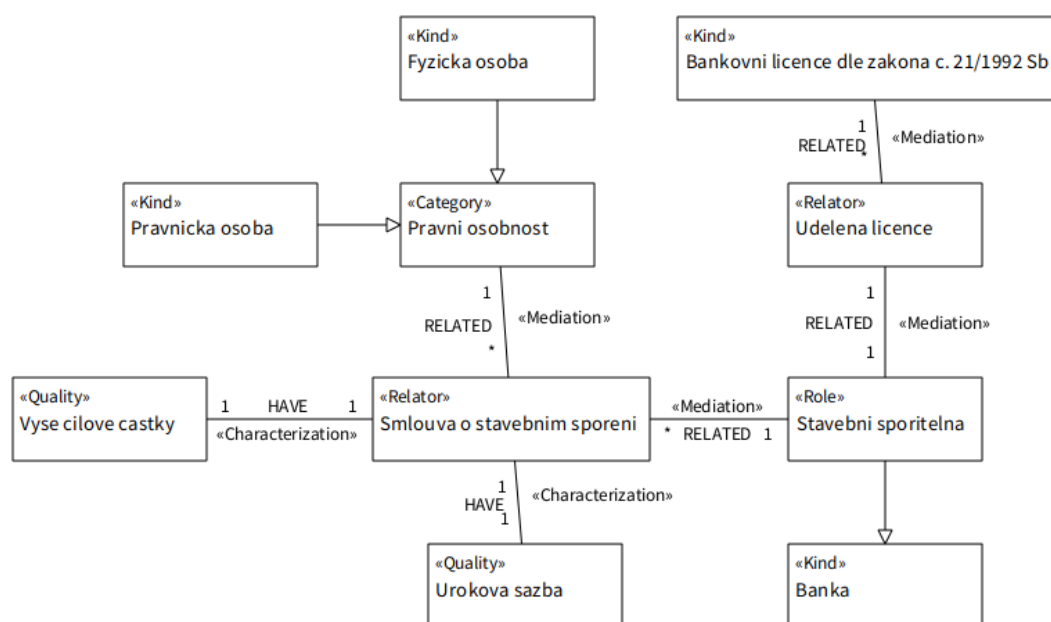 «Kind»
Fyzicka osoba
«Kind»
Bankovni licence dle zakona c. 21/1992 Sb
1
RELATED
*
«Mediation»
«Kind»
Pravnicka osoba
«Category»
Pravni osobnost
«Relator»
Udelena licence
1
RELATED
*
«Mediation»
1
RELATED
1
«Mediation»
«Quality»
Vyse cilove castky
1 HAVE 1
«Characterization»
«Relator»
Smlouva o stavebnim sporeni
«Mediation»
* RELATED 1
«Role»
Stavebni sporitelna
1
HAVE
1
«Characterization»
«Quality»
Urokova sazba
«Kind»
Banka